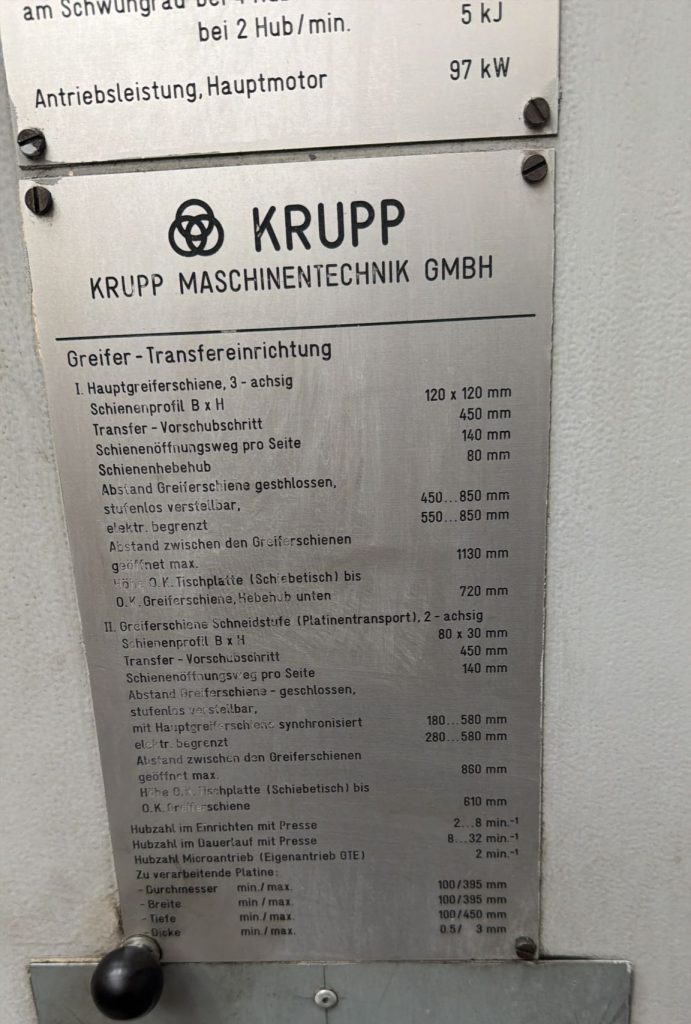 am Schwungrad bei
bei 2 Hub/min. 5 kJ
Antriebsleistung, Hauptmotor 97 kW
KRUPP
KRUPP MASCHINENTECHNIK GMBH
Greifer-Transfereinrichtung
I. Hauptgreiferschiene, 3-achsig
Schienenprofil B x H 120 x 120 mm
Transfer-Vorschubschritt 450 mm
Schienenöffnungsweg pro Seite 140 mm
Schienenhebehub 80 mm
Abstand Greiferschiene geschlossen,
stufenlos verstellbar, 450...850 mm
elektr. begrenzt 550...850 mm
Abstand zwischen den Greiferschienen
geöffnet max. 1130 mm
Höhe O.K. Tischplatte (Schiebetisch) bis
O.K. Greiferschiene, Hebehub unten 720 mm
II. Greiferschiene Schneidstufe (Platinentransport), 2-achsig
Schienenprofil B x H 80 x 30 mm
Transfer-Vorschubschritt 450 mm
Schienenöffnungsweg pro Seite 140 mm
Abstand Greiferschiene-geschlossen,
stufenlos verstellbar,
mit Hauptgreiferschiene synchronisiert 180...580 mm
elektr. begrenzt 280...580 mm
Abstand zwischen den Greiferschienen
geöffnet max. 860 mm
Höhe O.K. Tischplatte (Schiebetisch) bis
O.K. Greiferschiene 610 mm
Hubzahl im Einrichten mit Presse 2...8 min.⁻¹
Hubzahl im Dauerlauf mit Presse 8...32 min.⁻¹
Hubzahl Microantrieb (Eigenantrieb GTE) 2 min.⁻¹
Zu verarbeitende Platine:
-Durchmesser min./max. 100/395 mm
-Breite min/max. 100/395 mm
-Tiefe min./max. 100/450 mm
-Dicke min./max. 0.5/ 3 mm